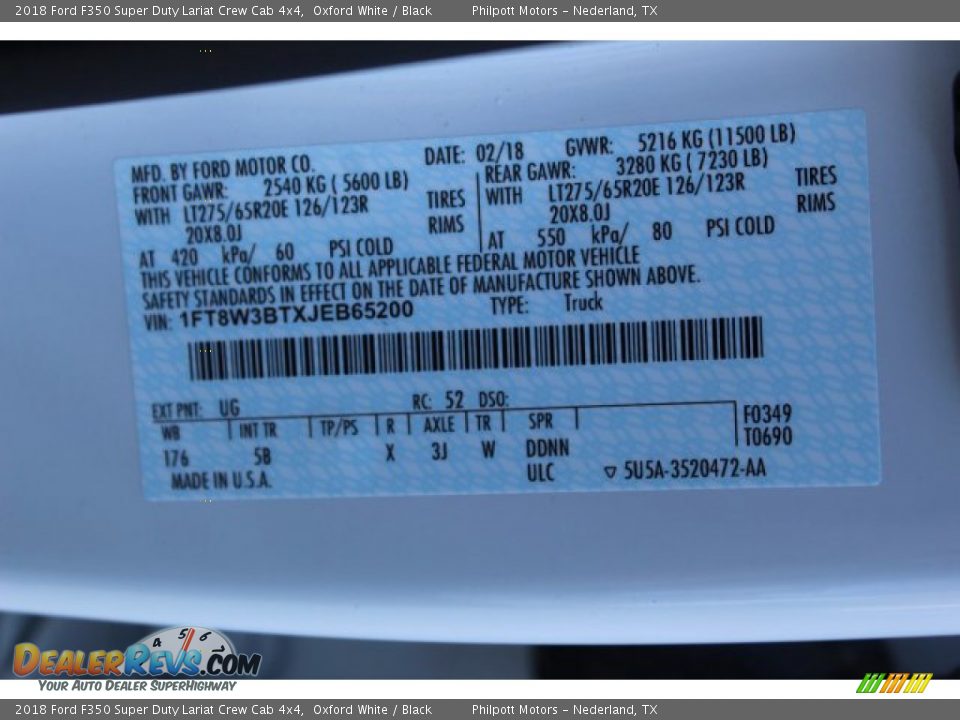 2018 Ford F350 Super Duty Lariat Crew Cab 4x4, Oxford White / Black Philpott Motors - Nederland, TX
MFD. BY FORD MOTOR CO. DATE: 02/18 GVWR: 5216 KG (11500 LB)
FRONT GAWR: 2540 KG ( 5600 LB) REAR GAWR: 3280 KG ( 7230 LB)
WITH LT275/65R20E 126/123R TIRES WITH LT275/65R20E 126/123R TIRES
20X8.0J RIMS 20X8.0J RIMS
AT 420 kPa/ 60 PSI COLD AT 550 kPa/ 80 PSI COLD
THIS VEHICLE CONFORMS TO ALL APPLICABLE FEDERAL MOTOR VEHICLE
SAFETY STANDARDS IN EFFECT ON THE DATE OF MANUFACTURE SHOWN ABOVE.
VIN: 1FT8W3BTXJEB65200 TYPE: Truck
EXT PNT: UG RC: 52 DSO:
WB INT TR TP/PS R AXLE TR SPR F0349
176 5B X 3J W DDNN T0690
MADE IN U.S.A. ULC ▽ 5U5A-3520472-AA
4 5 6
DEALERREVS.COM
YOUR AUTO DEALER SUPERHIGHWAY
2018 Ford F350 Super Duty Lariat Crew Cab 4x4, Oxford White / Black Philpott Motors - Nederland, TX